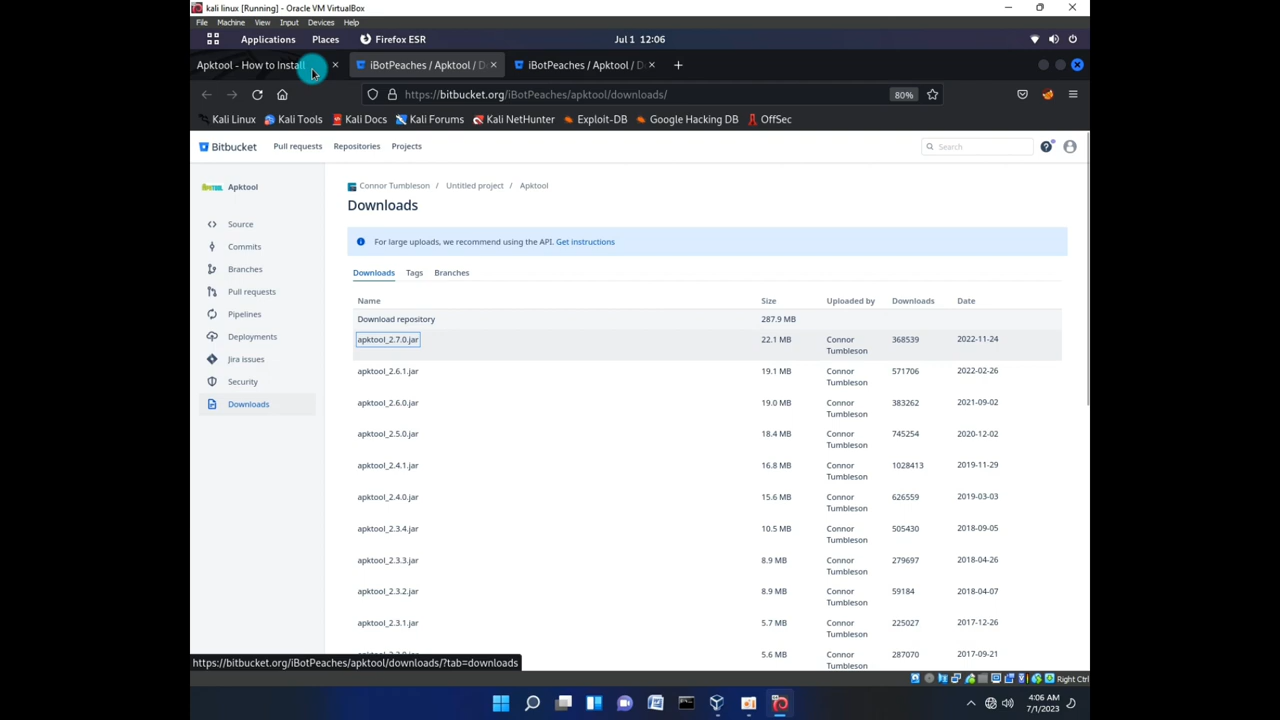 kali linux [Running] - Oracle VM VirtualBox
File Machine View Input Devices Help
Applications Places Firefox ESR Jul 1 12:06
Apktool - How to Install iBotPeaches / Apktool / D iBotPeaches / Apktool / D
https://bitbucket.org/iBotPeaches/apktool/downloads/ 80%
Kali Linux Kali Tools Kali Docs Kali Forums Kali NetHunter Exploit-DB Google Hacking DB OffSec
Bitbucket Pull requests Repositories Projects Search
Apktool
Source
Commits
Branches
Pull requests
Pipelines
Deployments
Jira issues
Security
Downloads
Connor Tumbleson / Untitled project / Apktool
Downloads
For large uploads, we recommend using the API. Get instructions
Downloads Tags Branches
Name Size Uploaded by Downloads Date
Download repository 287.9 MB
apktool_2.7.0.jar 22.1 MB Connor Tumbleson 368539 2022-11-24
apktool_2.6.1.jar 19.1 MB Connor Tumbleson 571706 2022-02-26
apktool_2.6.0.jar 19.0 MB Connor Tumbleson 383262 2021-09-02
apktool_2.5.0.jar 18.4 MB Connor Tumbleson 745254 2020-12-02
apktool_2.4.1.jar 16.8 MB Connor Tumbleson 1028413 2019-11-29
apktool_2.4.0.jar 15.6 MB Connor Tumbleson 626559 2019-03-03
apktool_2.3.4.jar 10.5 MB Connor Tumbleson 505430 2018-09-05
apktool_2.3.3.jar 8.9 MB Connor Tumbleson 279697 2018-04-26
apktool_2.3.2.jar 8.9 MB Connor Tumbleson 59184 2018-04-07
apktool_2.3.1.jar 5.7 MB Connor Tumbleson 225027 2017-12-26
5.6 MB Connor Tumbleson 287070 2017-09-21
https://bitbucket.org/iBotPeaches/apktool/downloads/?tab=downloads
Right Ctrl
4:06 AM
7/1/2023